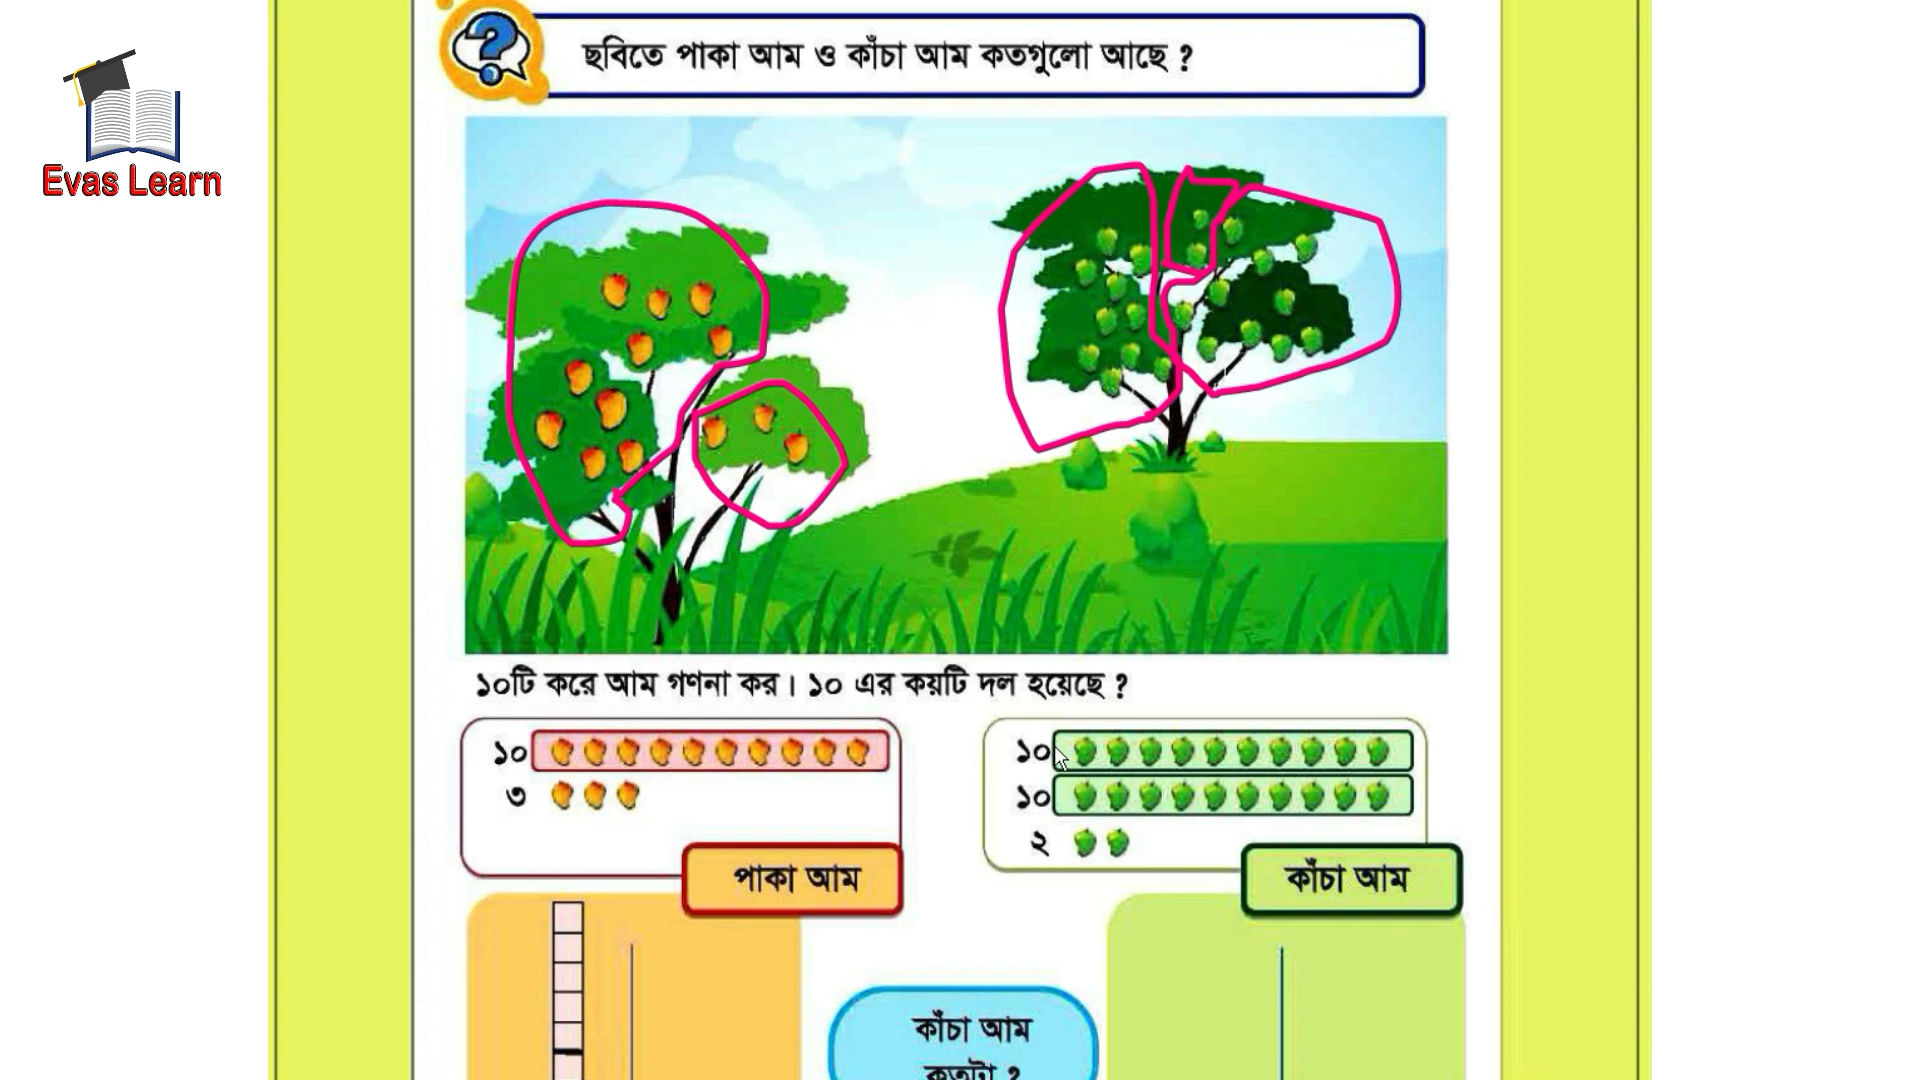 Evas Learn
ছবিতে পাকা আম ও কাঁচা আম কতগুলো আছে ?
১০টি করে আম গণনা কর। ১০ এর কয়টি দল হয়েছে ?
১০
৩
পাকা আম
১০
১০
২
কাঁচা আম
কাঁচা আম
কতটা ?